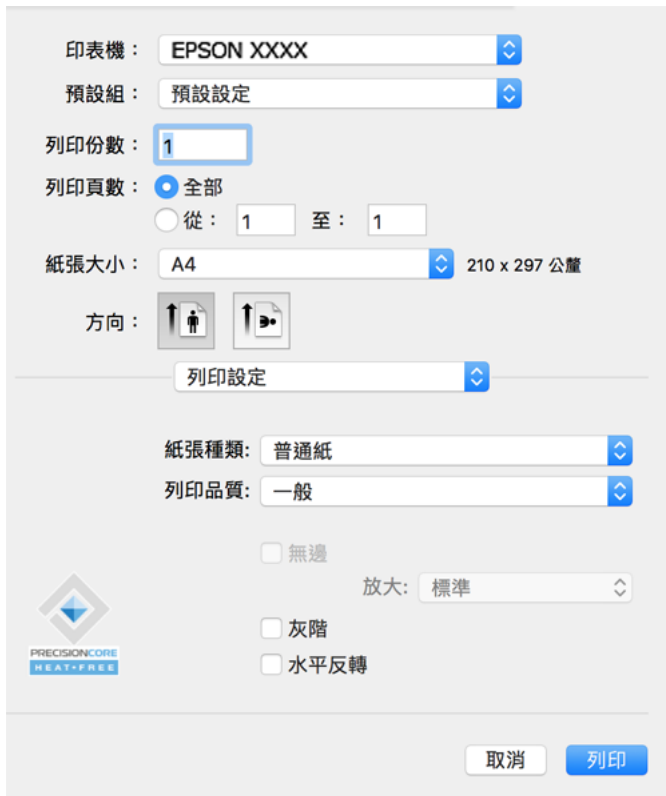 印表機： EPSON XXXX
預設組： 預設設定
列印份數： 1
列印頁數： 全部
從： 1 至： 1
紙張大小： A4 210 x 297 公釐
方向：
列印設定
紙張種類: 普通紙
列印品質: 一般
無邊
放大: 標準
PRECISIONCORE
HEAT-FREE
灰階
水平反轉
取消 列印